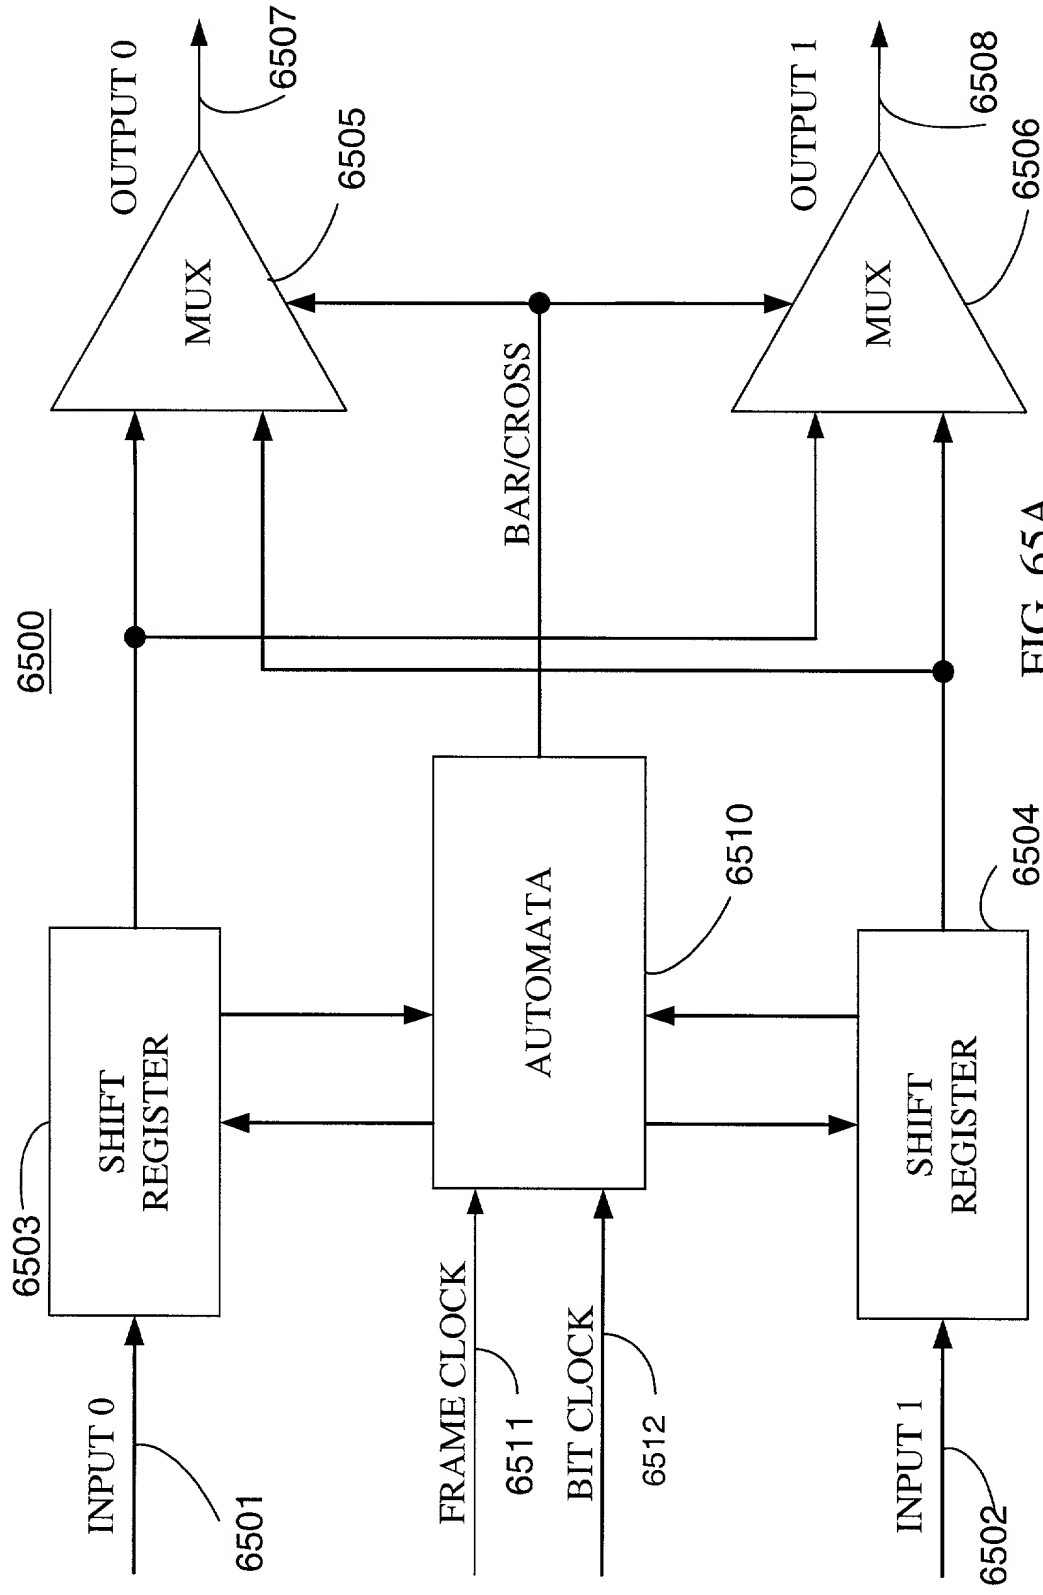 6500
INPUT 0
6501
6503
SHIFT
REGISTER
MUX
OUTPUT 0
6507
6505
FRAME CLOCK
6511
BIT CLOCK
6512
AUTOMATA
6510
BAR/CROSS
INPUT 1
6502
SHIFT
REGISTER
6504
MUX
OUTPUT 1
6508
6506
FIG. 65A